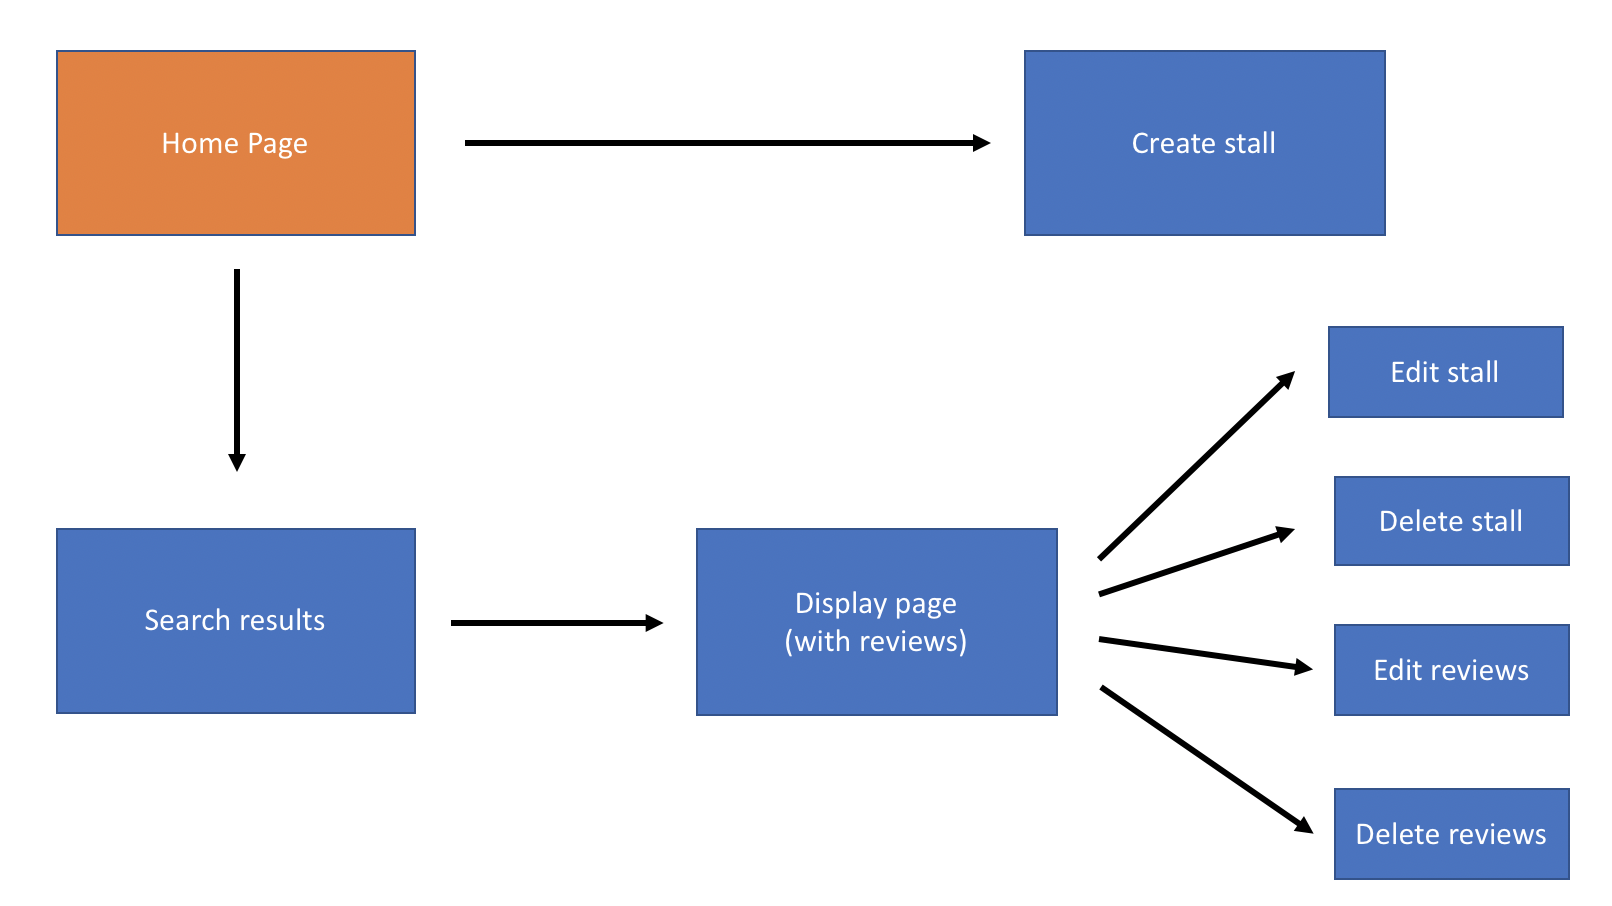 Home Page
Create stall
Edit stall
Delete stall
Search results
Display page
(with reviews)
Edit reviews
Delete reviews